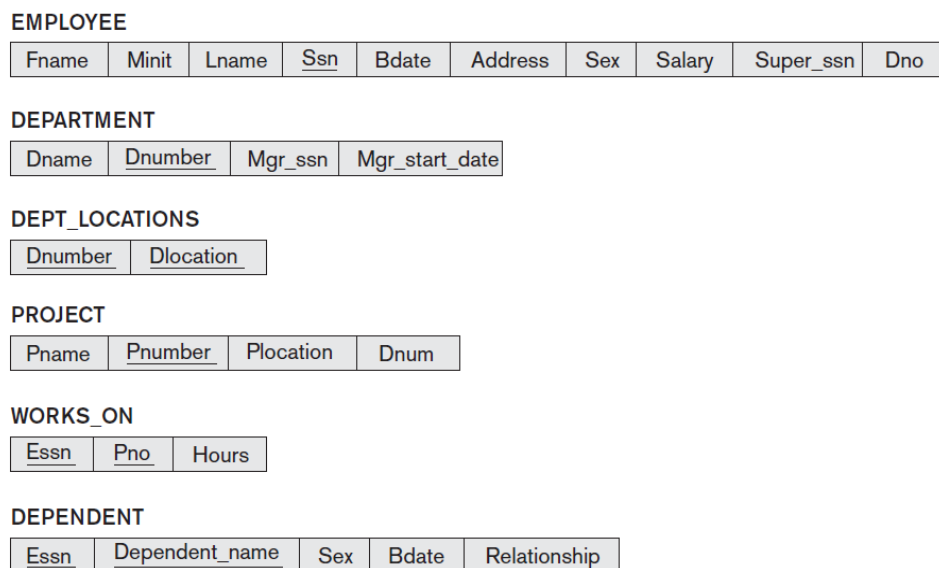 EMPLOYEE
Fname Minit Lname Ssn Bdate Address Sex Salary Super_ssn Dno
DEPARTMENT
Dname Dnumber Mgr_ssn Mgr_start_date
DEPT_LOCATIONS
Dnumber Dlocation
PROJECT
Pname Pnumber Plocation Dnum
WORKS_ON
Essn Pno Hours
DEPENDENT
Essn Dependent_name Sex Bdate Relationship